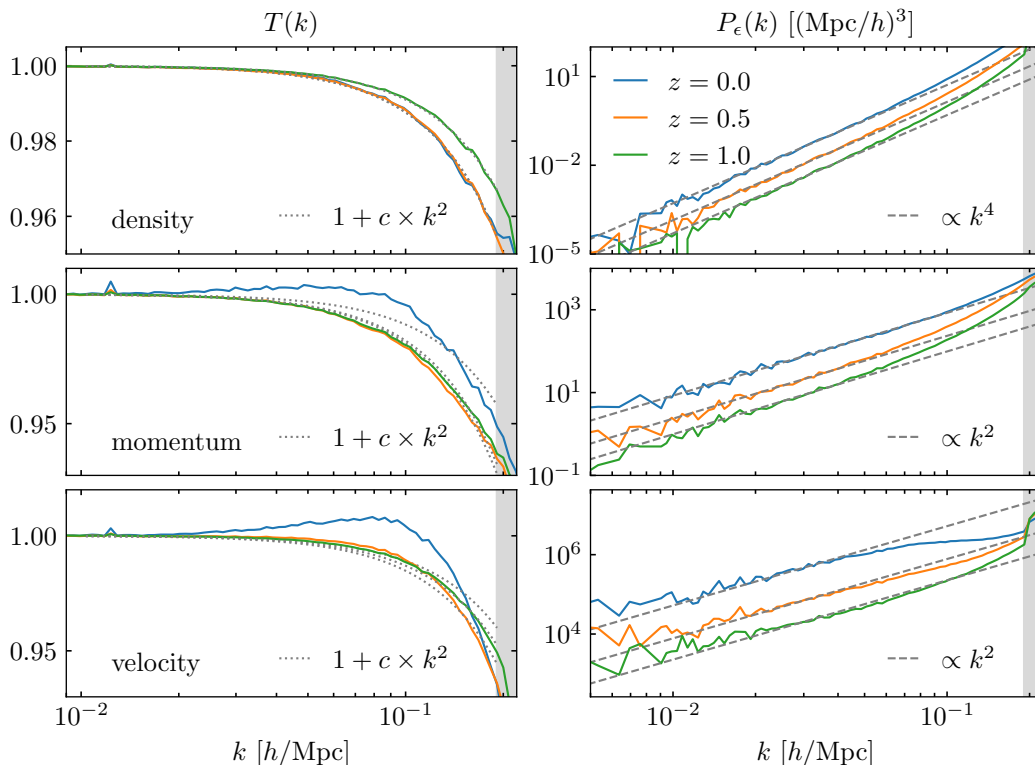 T(k)
P_ϵ(k) [(Mpc/h)^3]
1.00
0.98
0.96
density
1 + c × k^2
10^1
10^−2
10^−5
z = 0.0
z = 0.5
z = 1.0
∝ k^4
1.00
0.95
momentum
1 + c × k^2
10^3
10^1
10^−1
∝ k^2
1.00
0.95
velocity
1 + c × k^2
10^6
10^4
∝ k^2
10^−2
10^−1
10^−2
10^−1
k [h/Mpc]
k [h/Mpc]